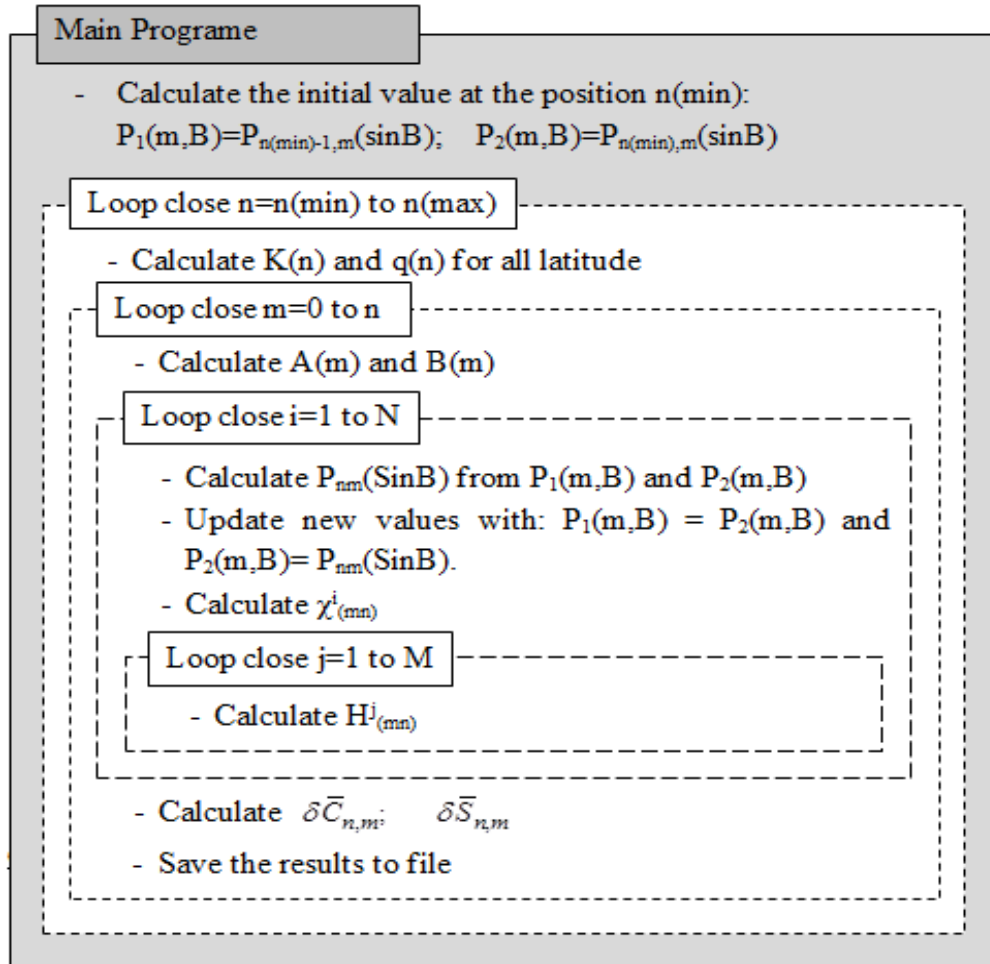 Main Programe
- Calculate the initial value at the position n(min):
P₁(m,B)=Pₙ₍ₘᵢₙ₎₋₁,ₘ(sinB); P₂(m,B)=Pₙ₍ₘᵢₙ₎,ₘ(sinB)
Loop close n=n(min) to n(max)
- Calculate K(n) and q(n) for all latitude
Loop close m=0 to n
- Calculate A(m) and B(m)
Loop close i=1 to N
- Calculate Pₙₘ(SinB) from P₁(m,B) and P₂(m,B)
- Update new values with: P₁(m,B) = P₂(m,B) and
P₂(m,B)= Pₙₘ(SinB).
- Calculate χⁱ₍ₘₙ₎
Loop close j=1 to M
- Calculate Hʲ₍ₘₙ₎
- Calculate δC̅ₙ,ₘ; δS̅ₙ,ₘ
- Save the results to file